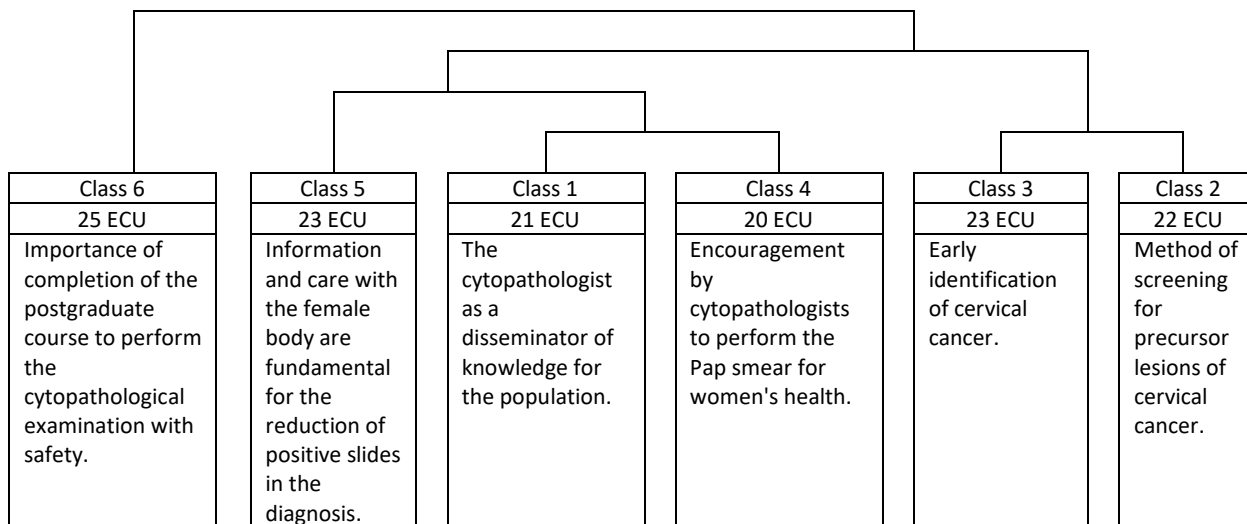 Class 6
25 ECU
Importance of
completion of the
postgraduate
course to perform
the
cytopathological
examination with
safety.
Class 5
23 ECU
Information
and care with
the female
body are
fundamental
for the
reduction of
positive slides
in the
diagnosis.
Class 1
21 ECU
The
cytopathologist
as a
disseminator of
knowledge for
the population.
Class 4
20 ECU
Encouragement
by
cytopathologists
to perform the
Pap smear for
women's health.
Class 3
23 ECU
Early
identification
of cervical
cancer.
Class 2
22 ECU
Method of
screening
for
precursor
lesions of
cervical
cancer.